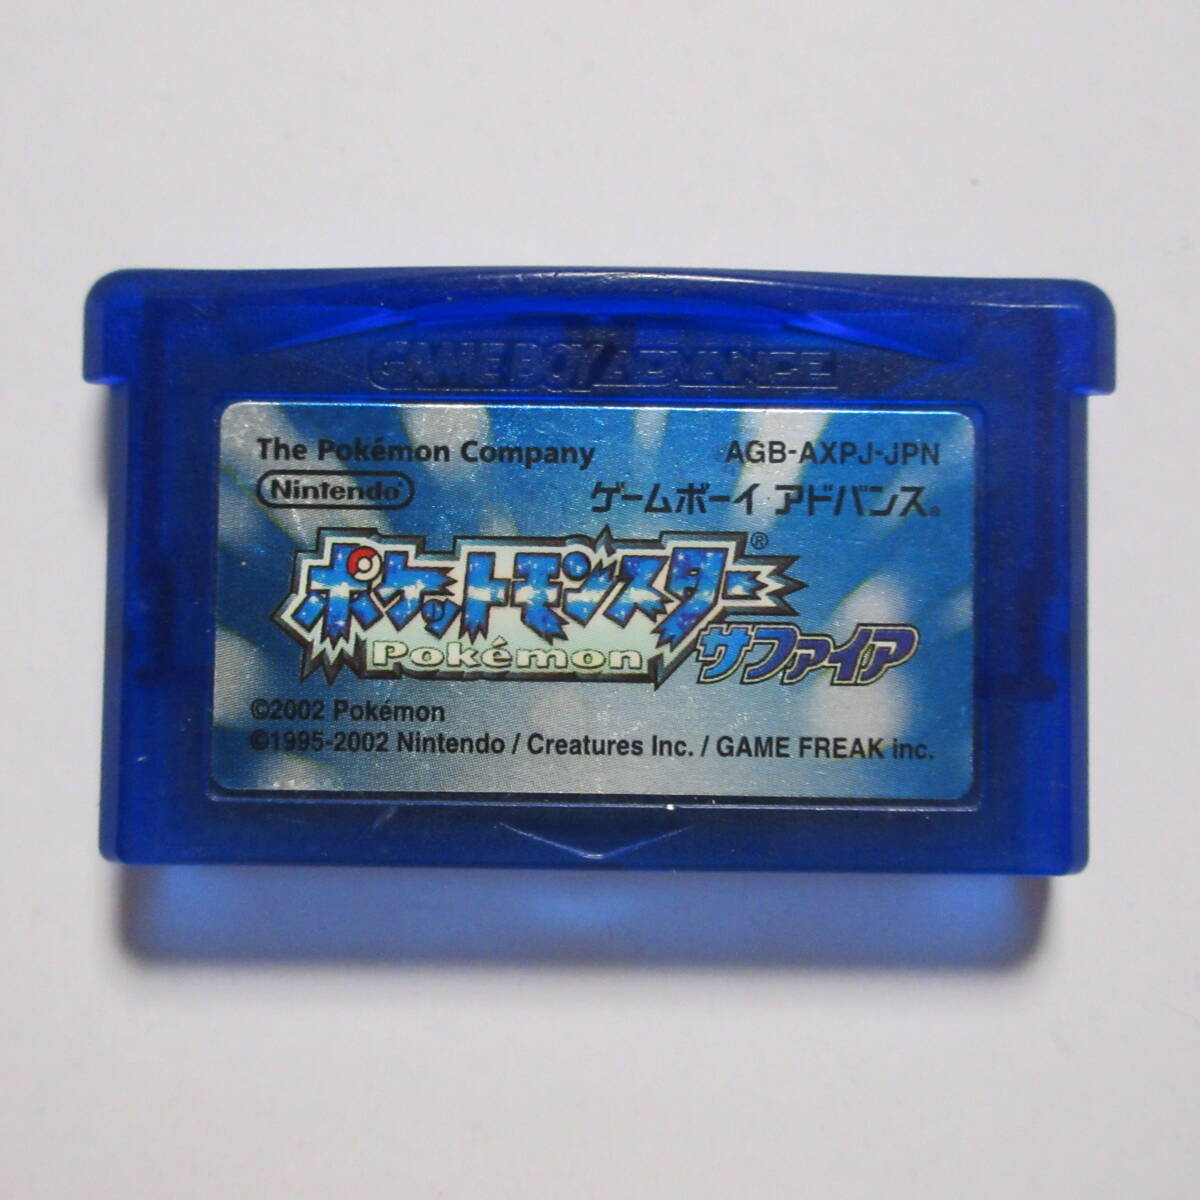 GAME BOY ADVANCE
The Pokémon Company AGB-AXPJ-JPN
Nintendo® ゲームボーイ アドバンス®
ポケットモンスター®
Pokémon サファイア
©2002 Pokémon
©1995-2002 Nintendo / Creatures Inc. / GAME FREAK inc.